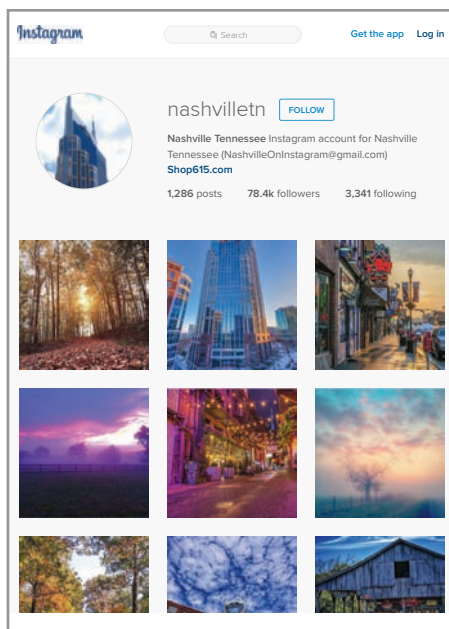 Instagram
Search
Get the app Log in
nashvilletn FOLLOW
Nashville Tennessee Instagram account for Nashville
Tennessee (NashvilleOnInstagram@gmail.com)
Shop615.com
1,286 posts 78.4k followers 3,341 following